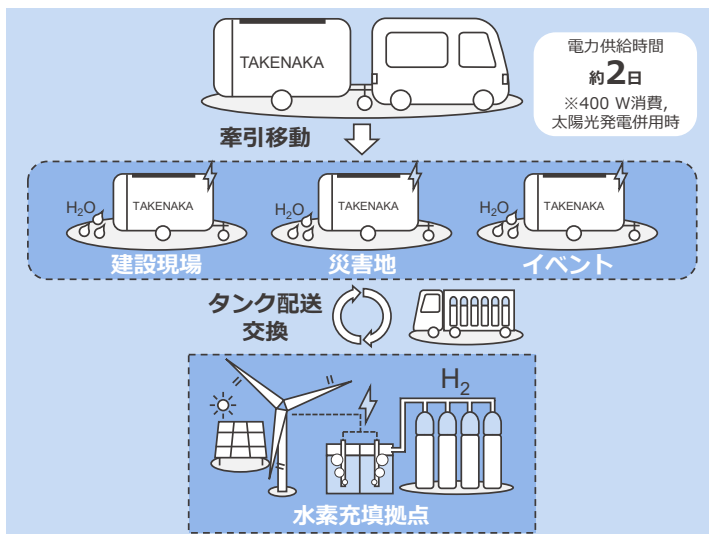 TAKENAKA
電力供給時間
約2日
※400 W消費,
太陽光発電併用時
牽引移動
H2O
TAKENAKA
H2O
TAKENAKA
H2O
TAKENAKA
建設現場
災害地
イベント
タンク配送
交換
H2
水素充填拠点